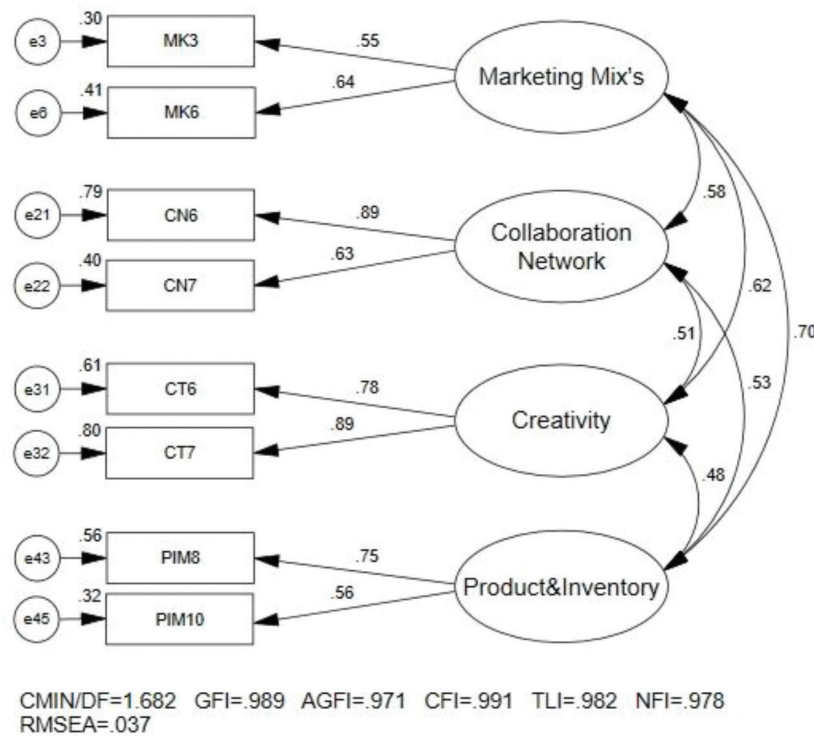 .30
e3 MK3 .55
Marketing Mix's
.41
e6 MK6 .64
.58
.79
e21 CN6 .89
Collaboration
Network
.40
e22 CN7 .63
.62
.51 .70
.61
e31 CT6 .78
.53
Creativity
.80
e32 CT7 .89
.48
.56
e43 PIM8 .75
Product&Inventory
.32
e45 PIM10 .56
CMIN/DF=1.682 GFI=.989 AGFI=.971 CFI=.991 TLI=.982 NFI=.978
RMSEA=.037